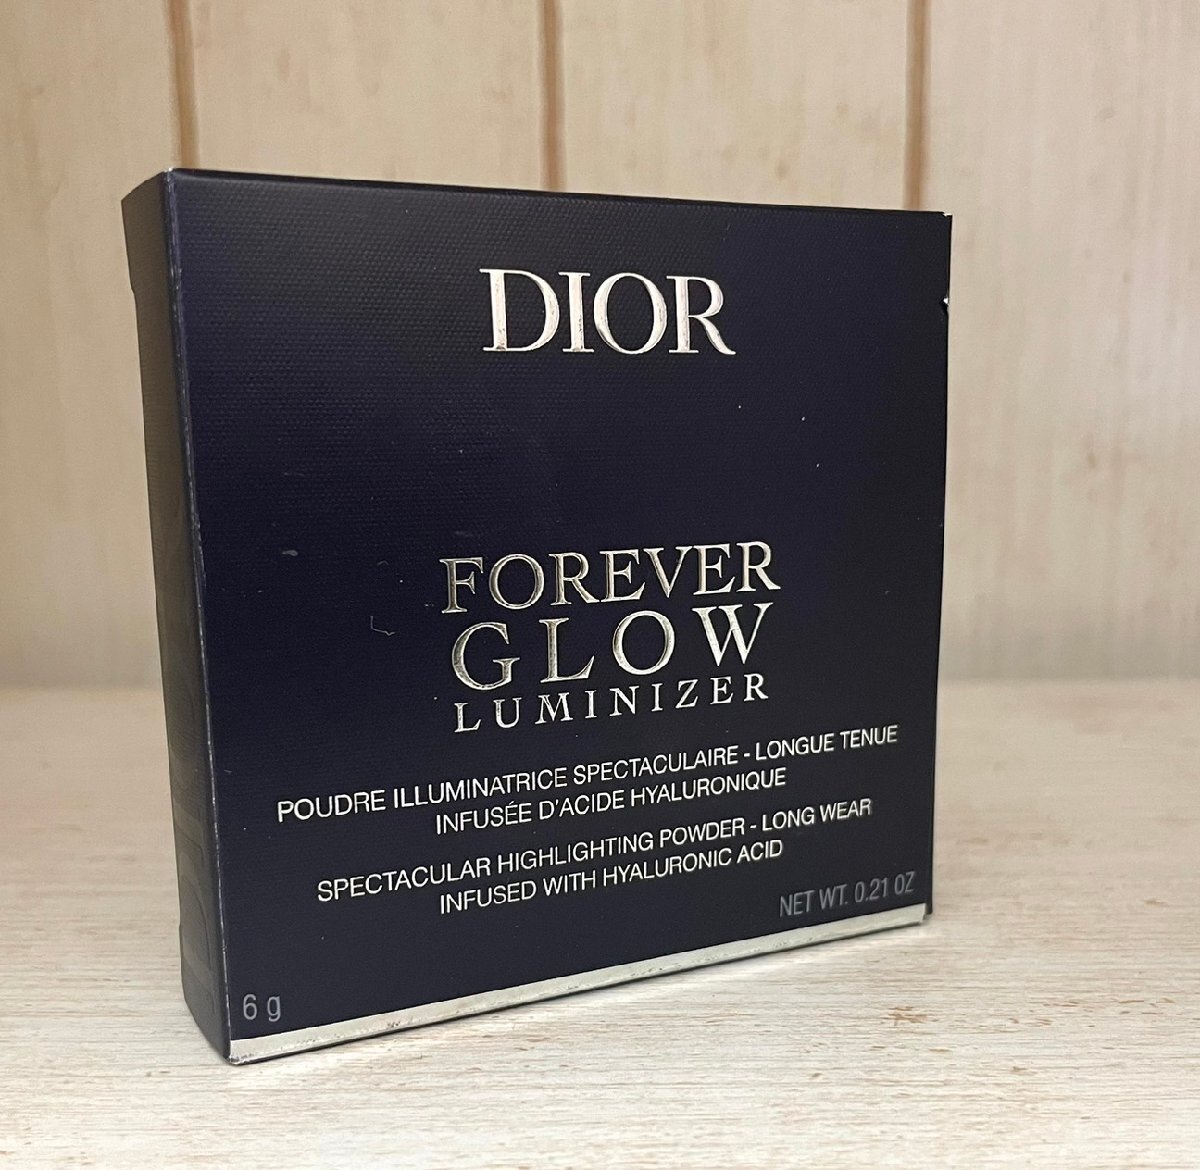 DIOR
FOREVER
GLOW
LUMINIZER
POUDRE ILLUMINATRICE SPECTACULAIRE - LONGUE TENUE
INFUSÉE D'ACIDE HYALURONIQUE
SPECTACULAR HIGHLIGHTING POWDER - LONG WEAR
INFUSED WITH HYALURONIC ACID
NET WT. 0.21 OZ
6 g